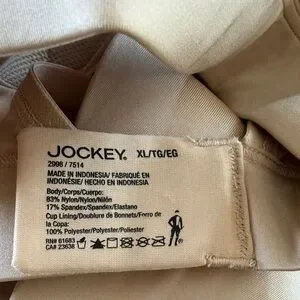 JOCKEY. XL/TG/EG
2998 / 7514
MADE IN INDONESIA/ FABRIQUÉ EN
INDONÉSIE/ HECHO EN INDONESIA
Body/Corps/Cuerpo:
83% Nylon/Nylon/Nilón
17% Spandex/Spandex/Elastano
Cup Lining/Doublure de Bonnets/Forro de
la Copa:
100% Polyester/Polyester/Poliéster
RN# 61683
CA# 23638